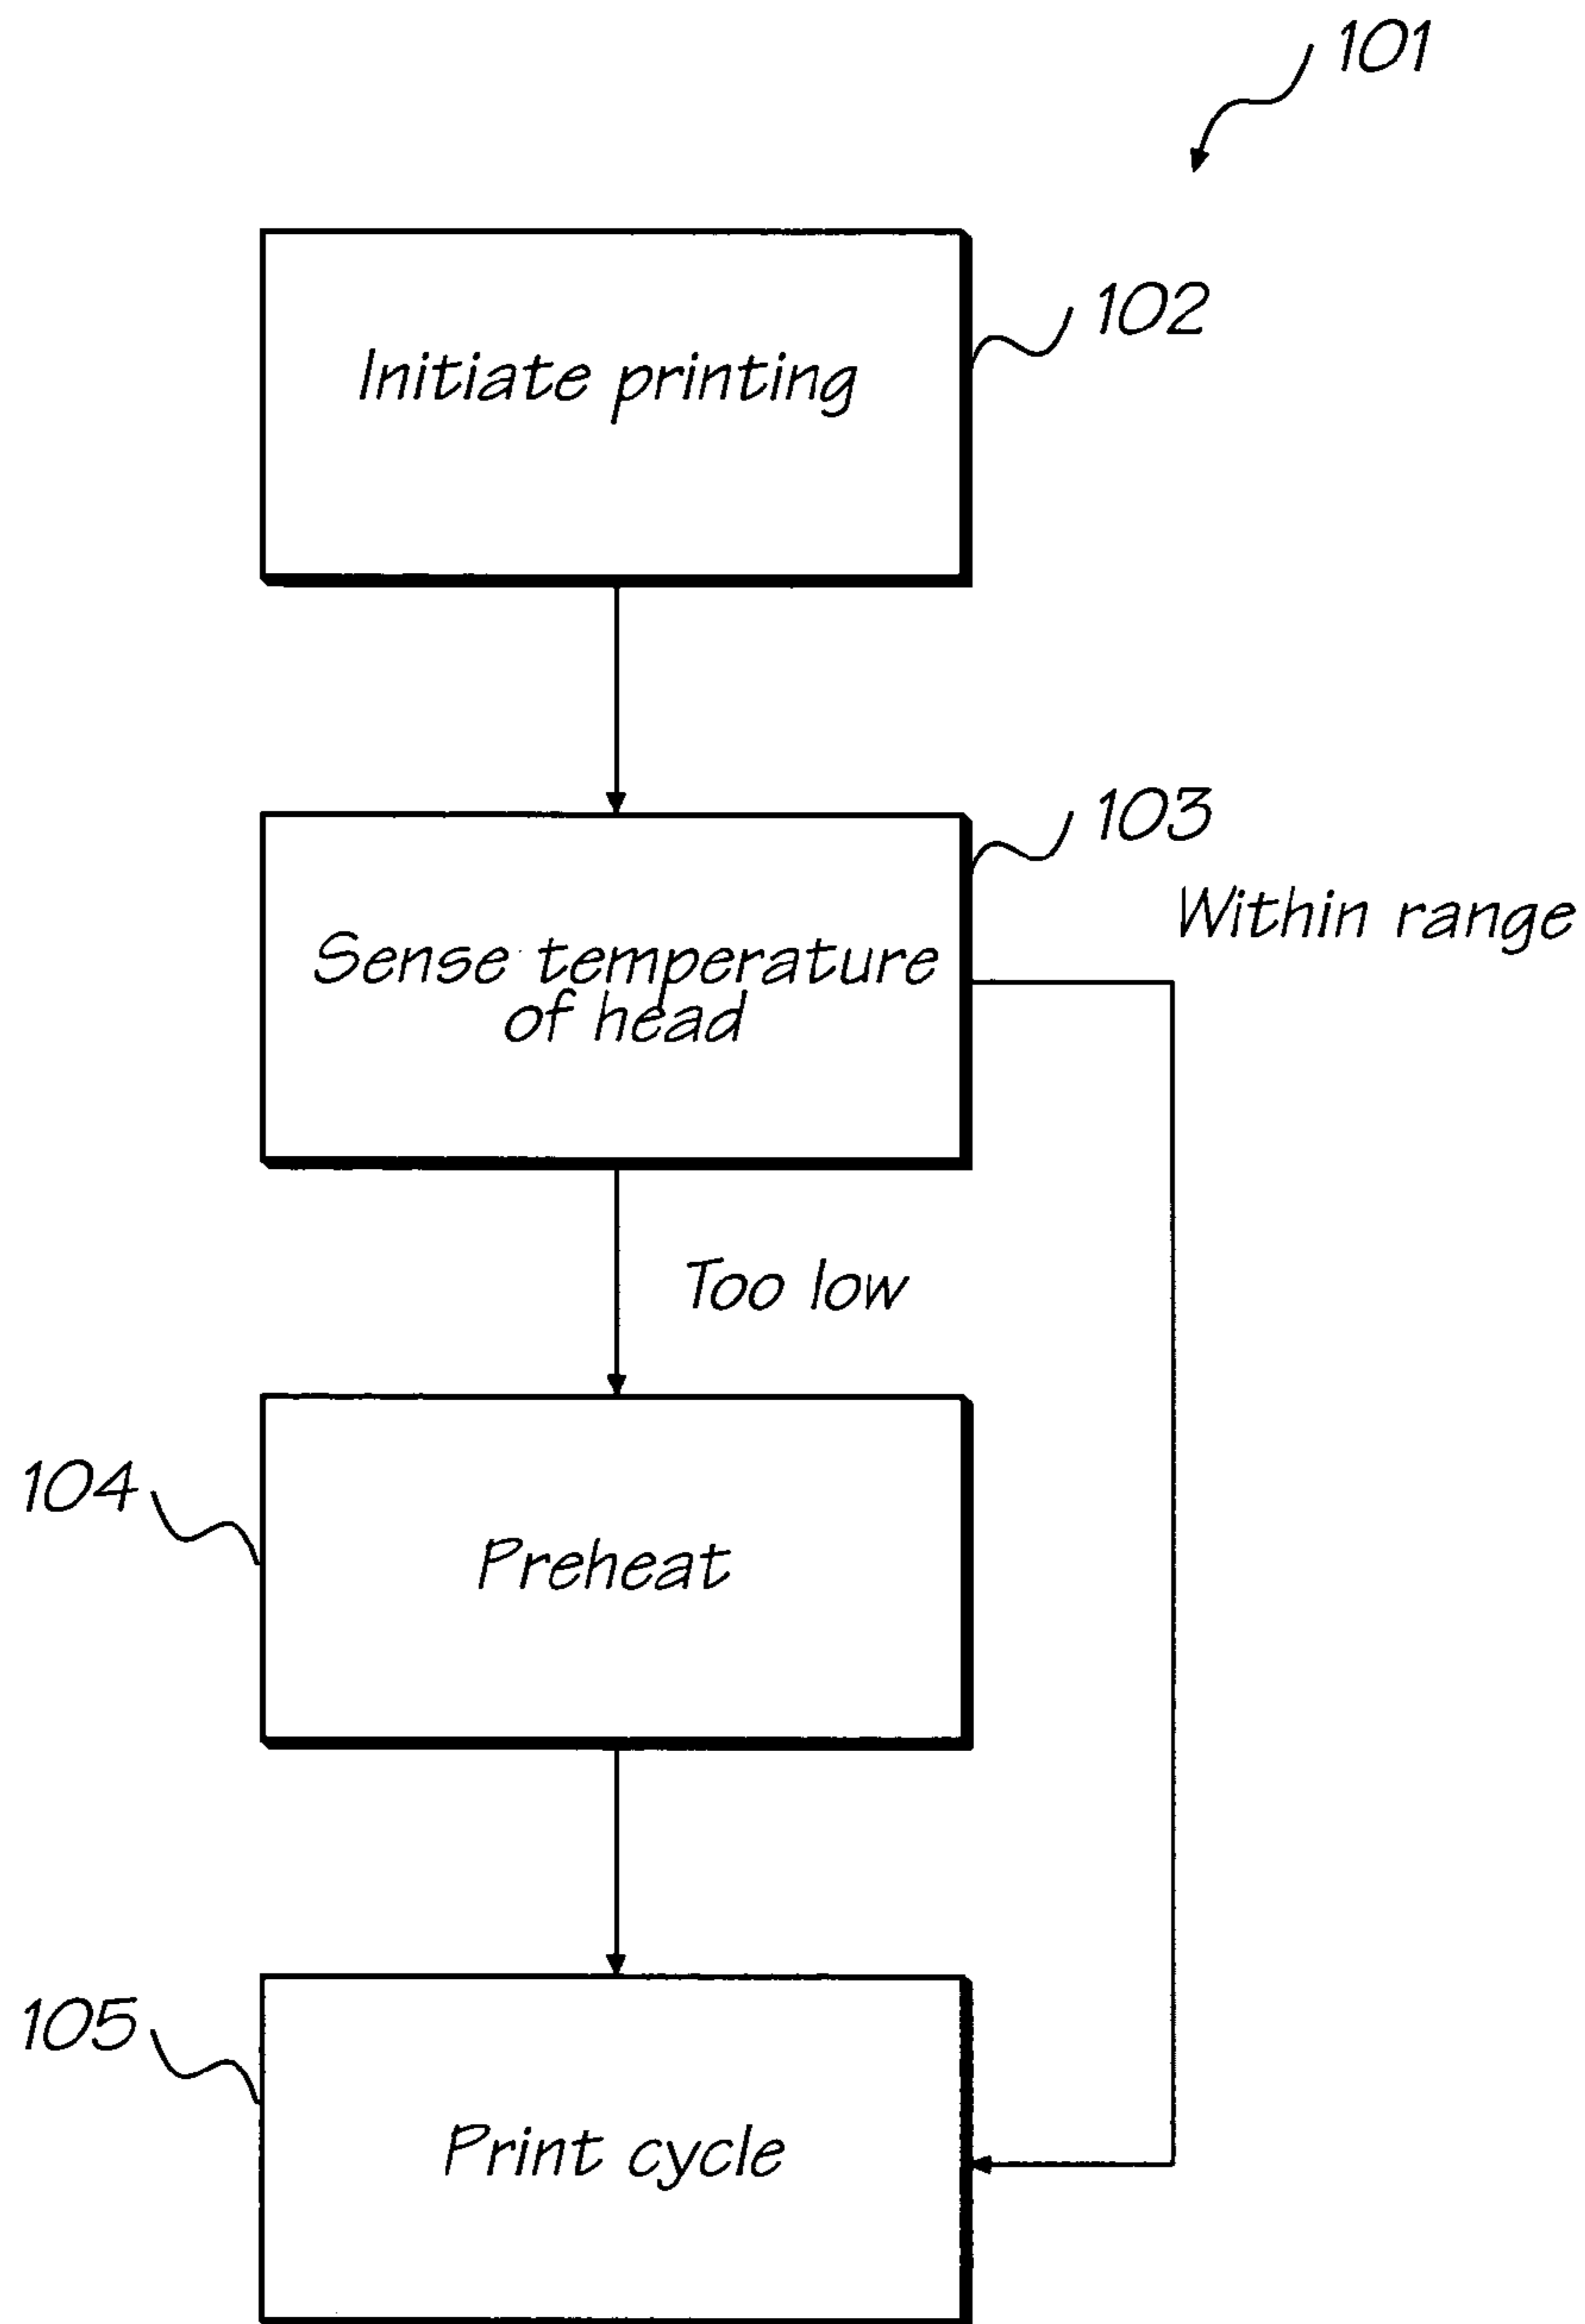 101
Initiate printing
102
103
Within range
Sense temperature
of head
Too low
104
Preheat
105
Print cycle